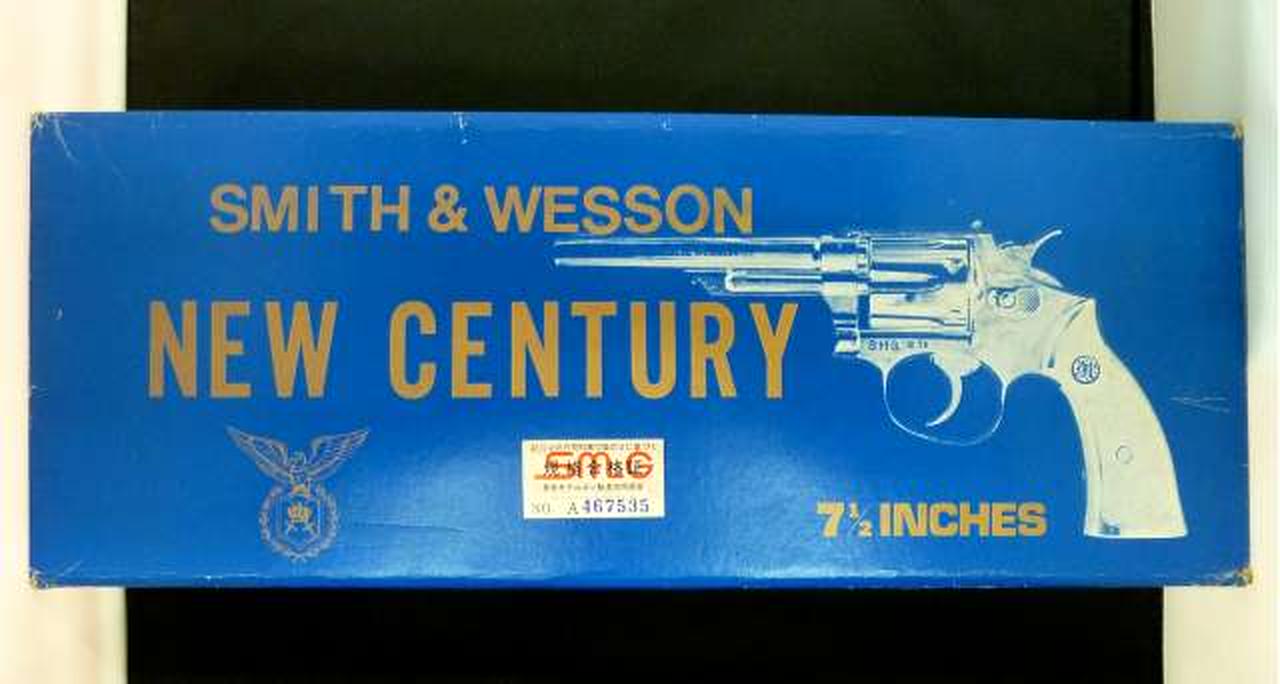 SMITH & WESSON
NEW CENTURY
SMG
NO. A467535
7½ INCHES